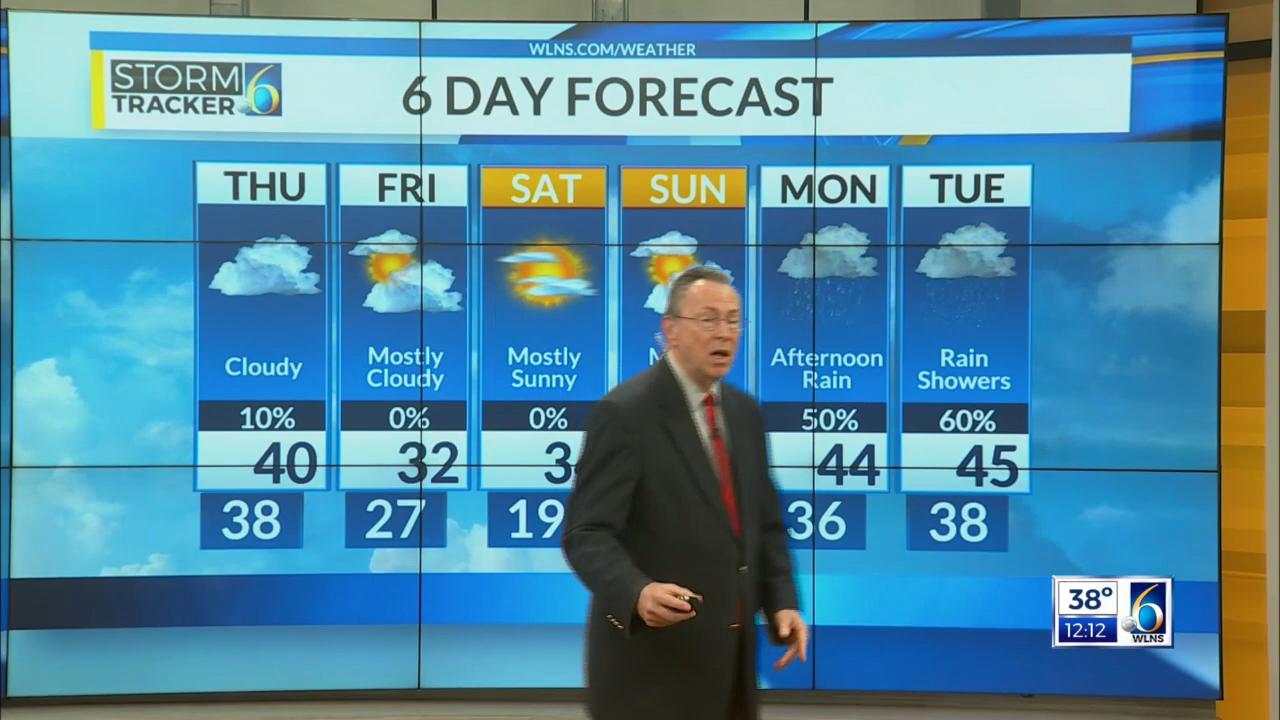 WLNS.COM/WEATHER
STORM
TRACKER 6
6 DAY FORECAST
THU FRI SAT SUN MON TUE
Cloudy
Mostly
Cloudy
Mostly
Sunny
Afternoon
Rain
Rain
Showers
10% 0% 0% 50% 60%
40 32 44 45
38 27 19 36 38
38°
12:12
6
WLNS